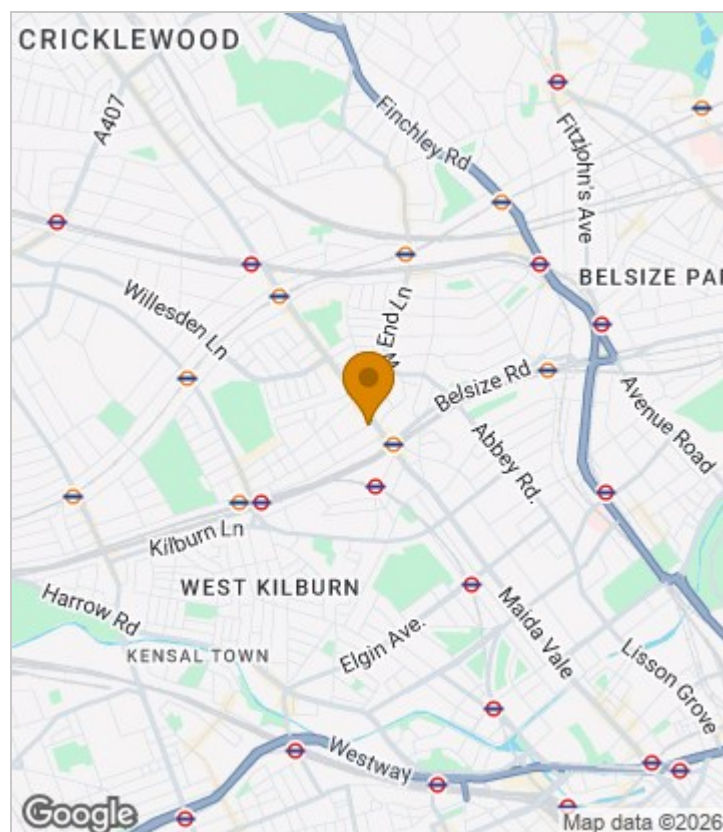 CRICKLEWOOD
A407
Finchley Rd
Fitzjohn's Ave
BELSIZE PAR
Willesden Ln
End Ln
Belsize Rd
Avenue Road
Abbey Rd.
Kilburn Ln
WEST KILBURN
Harrow Rd
Maida Vale
KENSAL TOWN
Elgin Ave.
Lisson Grove
Westway
Google
Map data ©2026